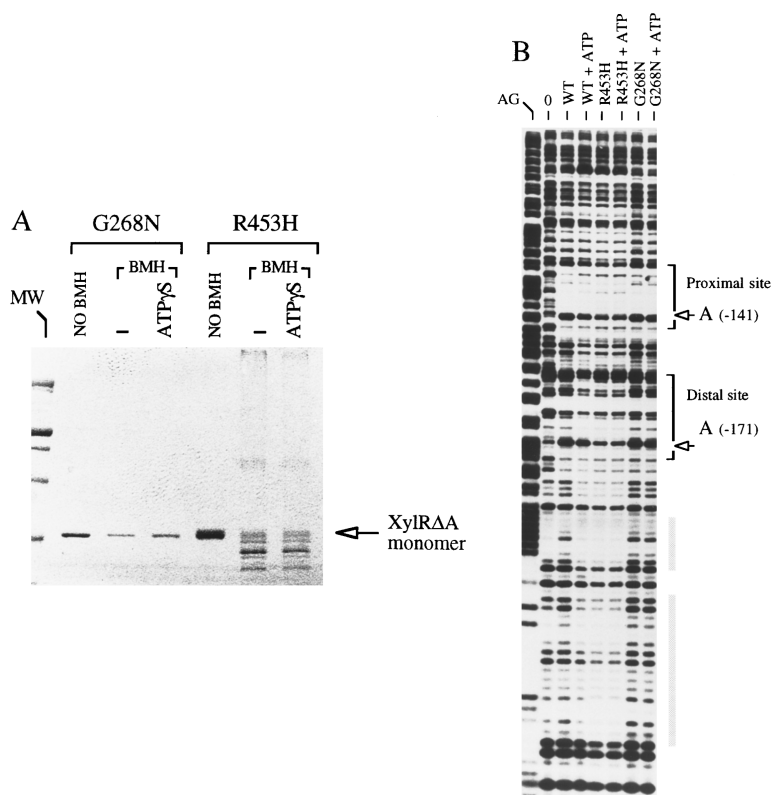 A
G268N
R453H
BMH
BMH
MW
NO BMH
–
ATPγS
NO BMH
–
ATPγS
XylRΔA
monomer
B
AG
0
WT
WT + ATP
R453H
R453H + ATP
G268N
G268N + ATP
Proximal site
A (-141)
Distal site
A (-171)